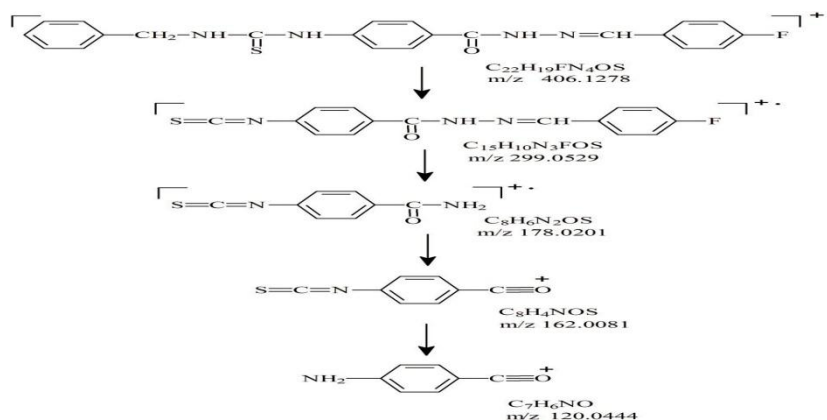 CH₂—NH—C—NH C—NH—N=CH F +
S O
C₂₂H₁₉FN₄OS
m/z 406.1278
S=C=N C—NH—N=CH F +·
O
C₁₅H₁₀N₃FOS
m/z 299.0529
S=C=N C—NH₂ +·
O
C₈H₆N₂OS
m/z 178.0201
S=C=N C≡O +
C₈H₄NOS
m/z 162.0081
NH₂ C≡O +
C₇H₆NO
m/z 120.0444